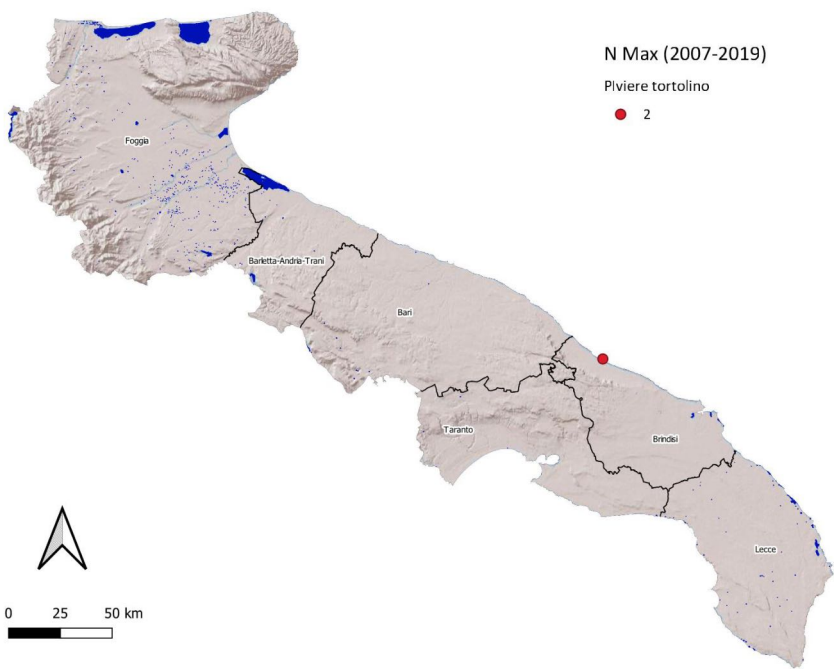 N Max (2007-2019)
Piviere tortolino
2
Foggia
Barletta-Andria-Trani
Bari
Taranto
Brindisi
Lecce
0 25 50 km